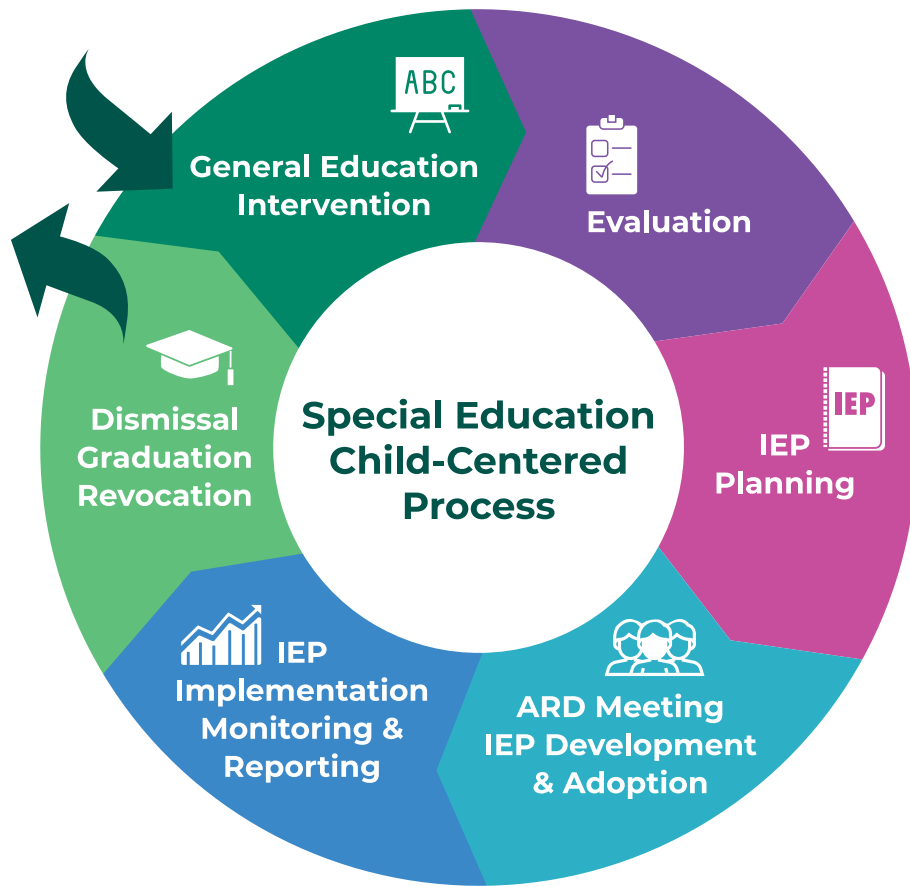 ABC
General Education
Intervention
Evaluation
IEP
IEP
Planning
ARD Meeting
IEP Development
& Adoption
IEP
Implementation
Monitoring &
Reporting
Dismissal
Graduation
Revocation
Special Education
Child-Centered
Process